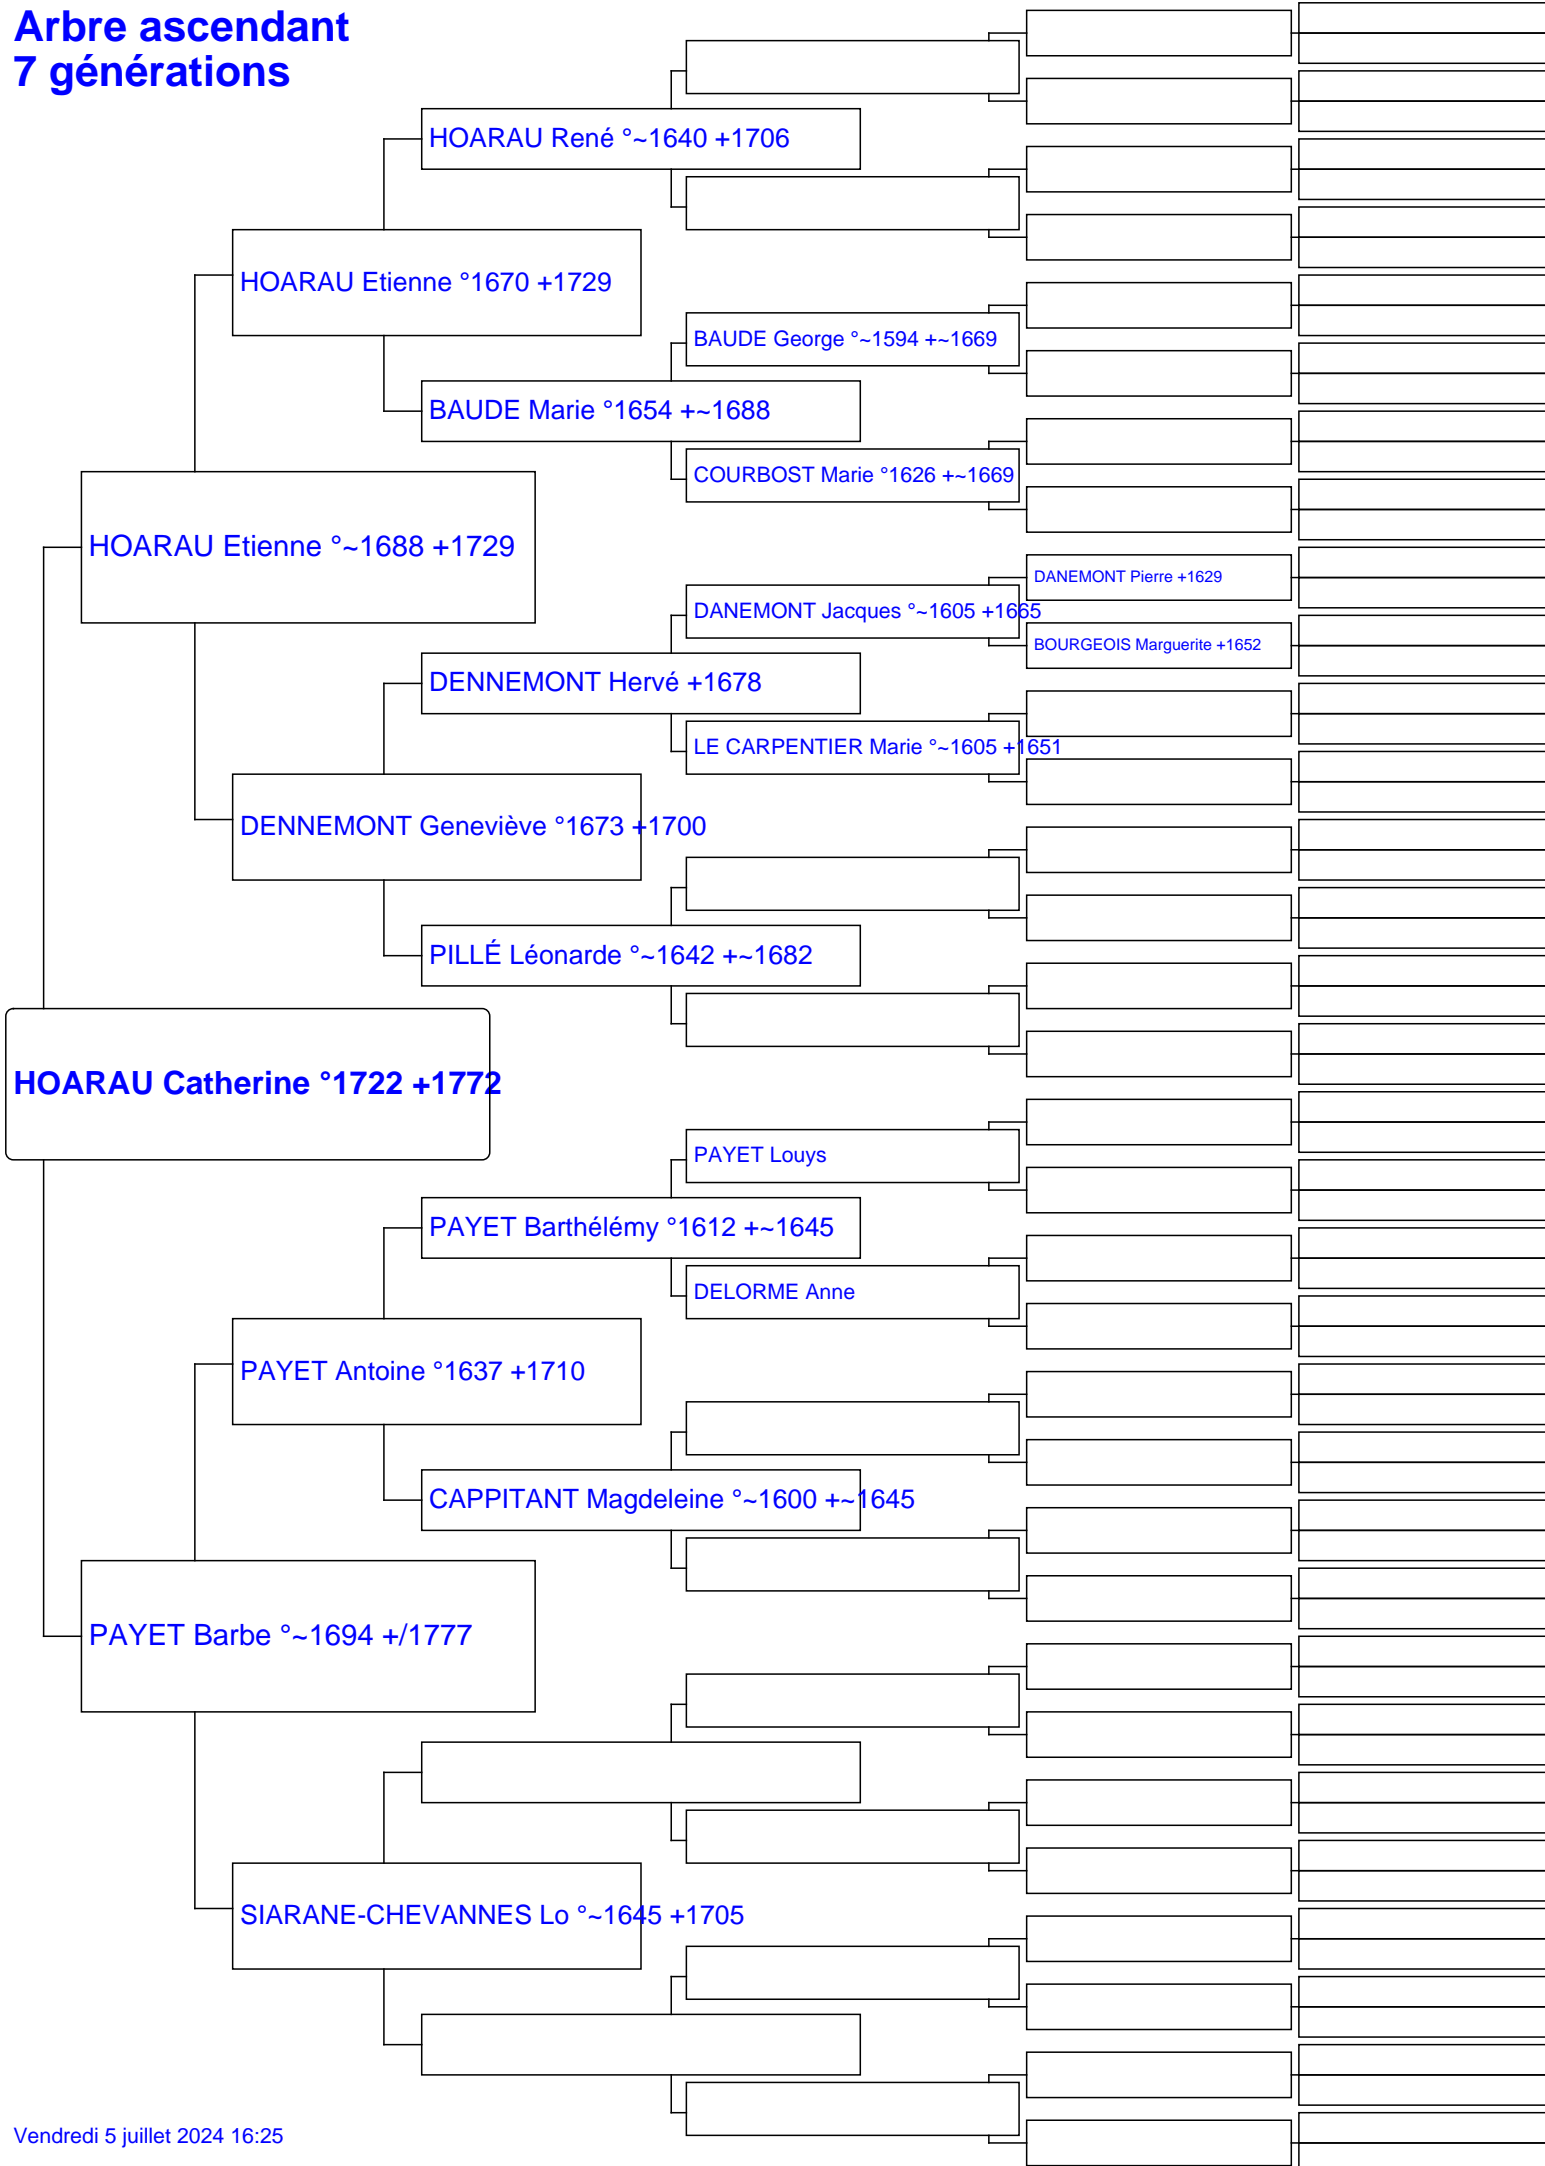 Arbre ascendant
7 générations
HOARAU René °~1640 +1706
HOARAU Etienne °1670 +1729
BAUDE George °~1594 +~1669
BAUDE Marie °1654 +~1688
COURBOST Marie °1626 +~1669
HOARAU Etienne °~1688 +1729
DANEMONT Pierre +1629
DANEMONT Jacques °~1605 +1665
BOURGEOIS Marguerite +1652
DENNEMONT Hervé +1678
LE CARPENTIER Marie °~1605 +1651
DENNEMONT Geneviève °1673 +1700
PILLÉ Léonarde °~1642 +~1682
HOARAU Catherine °1722 +1772
PAYET Louys
PAYET Barthélémy °1612 +~1645
DELORME Anne
PAYET Antoine °1637 +1710
CAPPITANT Magdeleine °~1600 +~1645
PAYET Barbe °~1694 +/1777
SIARANE-CHEVANNES Lo °~1645 +1705
Vendredi 5 juillet 2024 16:25